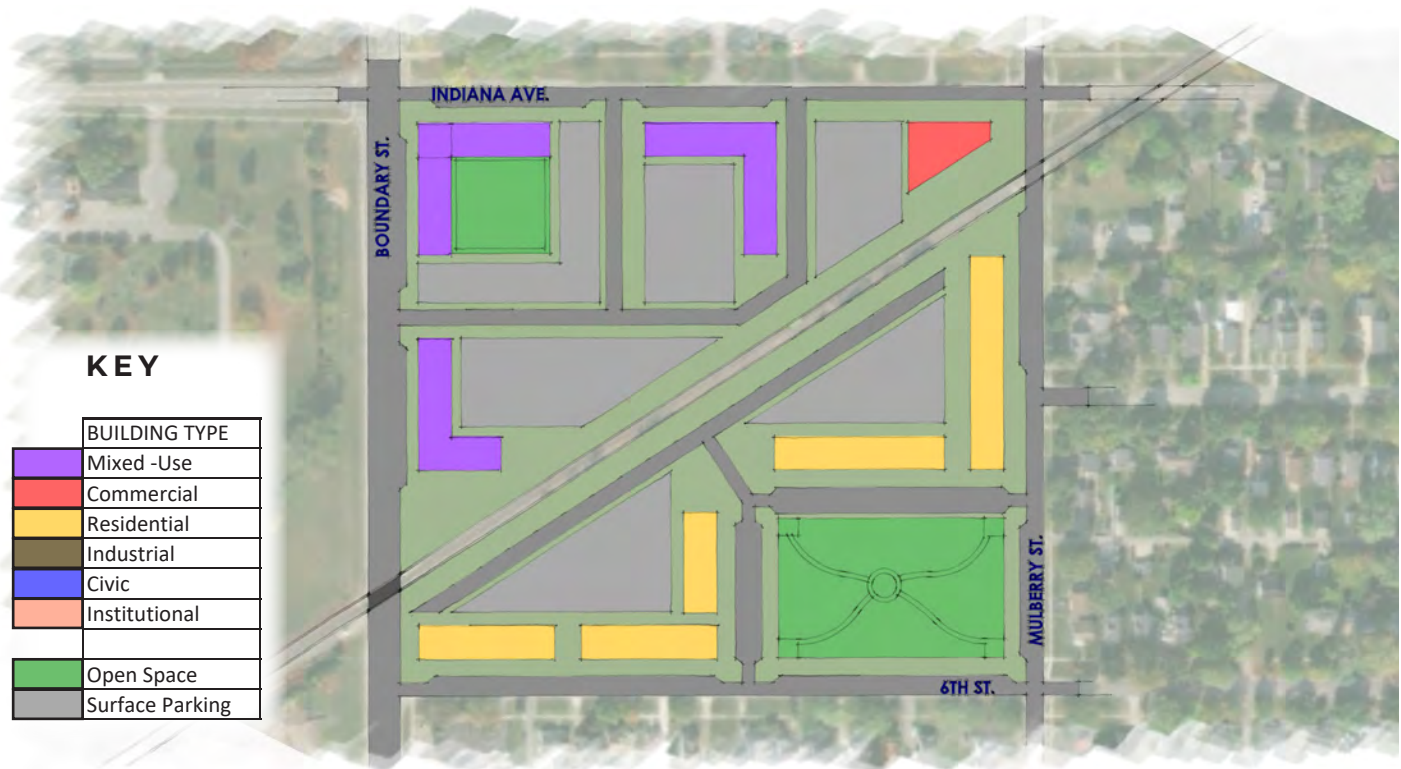 INDIANA AVE.
BOUNDARY ST.
KEY
BUILDING TYPE
Mixed -Use
Commercial
Residential
Industrial
Civic
Institutional
Open Space
Surface Parking
MULBERRY ST.
6TH ST.